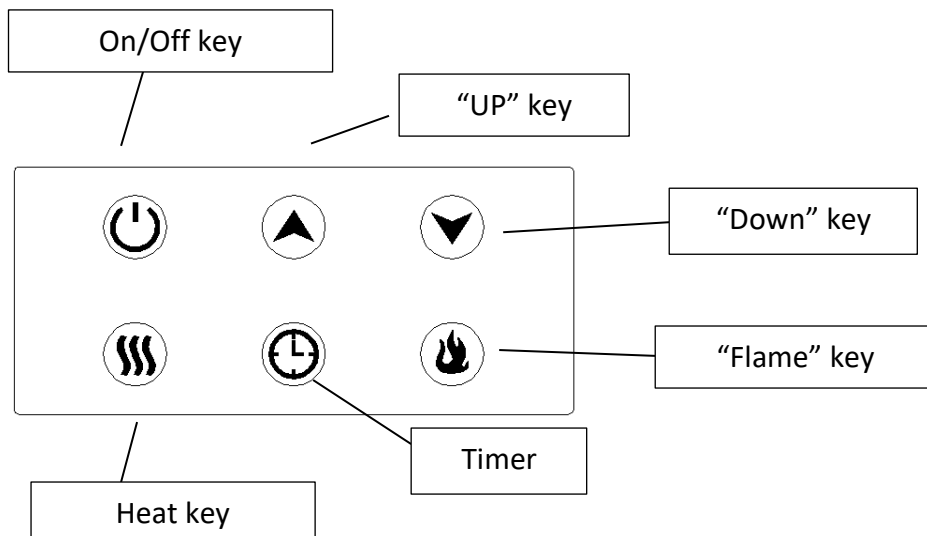 On/Off key
“UP” key
“Down” key
“Flame” key
Timer
Heat key